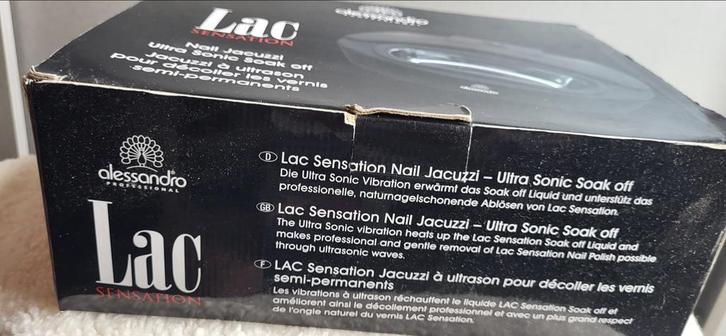 Lac
SENSATION
Nail Jacuzzi
Ultra Sonic Soak off
Jacuzzi à ultrason
pour décoller les vernis
semi-permanents
alessandro
alessandro
alessandro
PROFESSIONAL
Lac
SENSATION
D Lac Sensation Nail Jacuzzi – Ultra Sonic Soak off
Die Ultra Sonic Vibration erwärmt das Soak off Liquid und unterstütz das
professionelle, naturnagelschonende Ablösen von Lac Sensation.
GB Lac Sensation Nail Jacuzzi – Ultra Sonic Soak off
The Ultra Sonic vibration heats up the Lac Sensation Soak off Liquid and
makes professional and gentle removal of Lac Sensation Nail Polish possible
through ultrasonic waves.
F LAC Sensation Jacuzzi à ultrason pour décoller les vernis
semi-permanents
Les vibrations à ultrason réchauffent le liquide LAC Sensation Soak off et
améliorent ainsi le décollement professionnel et avec un plus grand respect
de l'ongle naturel du vernis LAC Sensation.